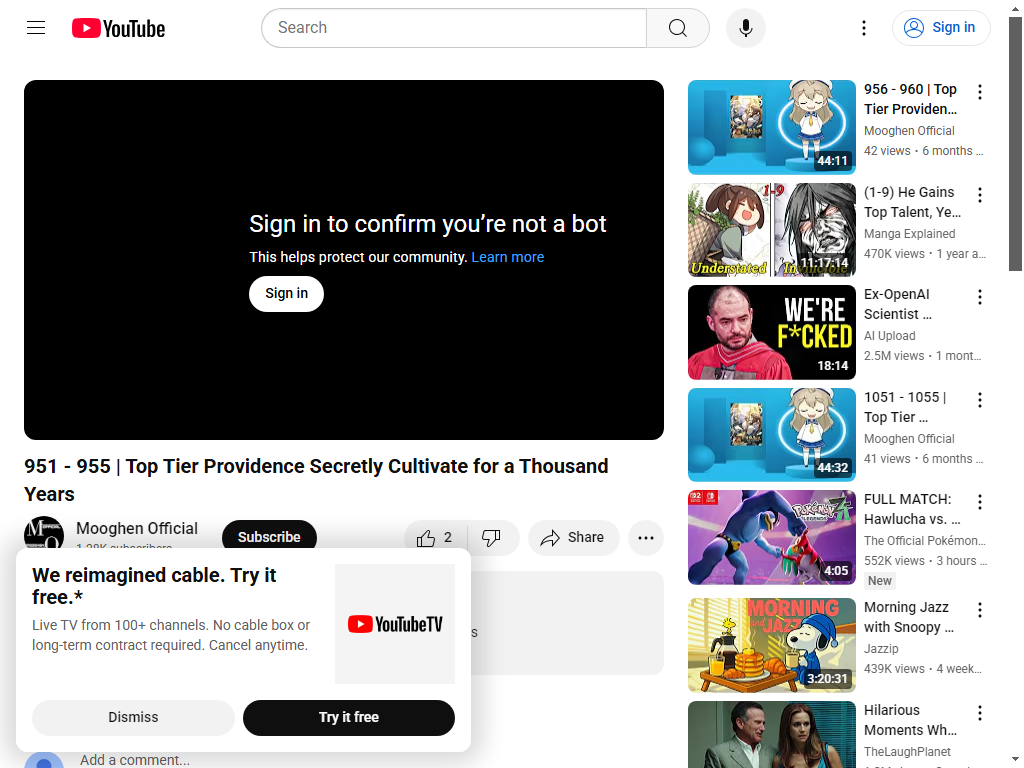 YouTube
Search
Sign in
Sign in to confirm you’re not a bot
This helps protect our community. Learn more
Sign in
951 - 955 | Top Tier Providence Secretly Cultivate for a Thousand
Years
Mooghen Official
Subscribe
2
Share
We reimagined cable. Try it
free.*
Live TV from 100+ channels. No cable box or
long-term contract required. Cancel anytime.
YouTubeTV
Dismiss
Try it free
Add a comment...
44:11
956 - 960 | Top
Tier Providen...
Mooghen Official
42 views • 6 months ...
1-9
Understated
Invincible
11:17:14
(1-9) He Gains
Top Talent, Ye...
Manga Explained
470K views • 1 year a...
WE'RE
F*CKED
18:14
Ex-OpenAI
Scientist ...
AI Upload
2.5M views • 1 mont...
44:32
1051 - 1055 |
Top Tier ...
Mooghen Official
41 views • 6 months ...
POKÉMON
LEGENDS
Z-A
4:05
FULL MATCH:
Hawlucha vs. ...
The Official Pokémon...
552K views • 3 hours ...
New
MORNING
and JAZZ
3:20:31
Morning Jazz
with Snoopy ...
Jazzip
439K views • 4 week...
Hilarious
Moments Wh...
TheLaughPlanet